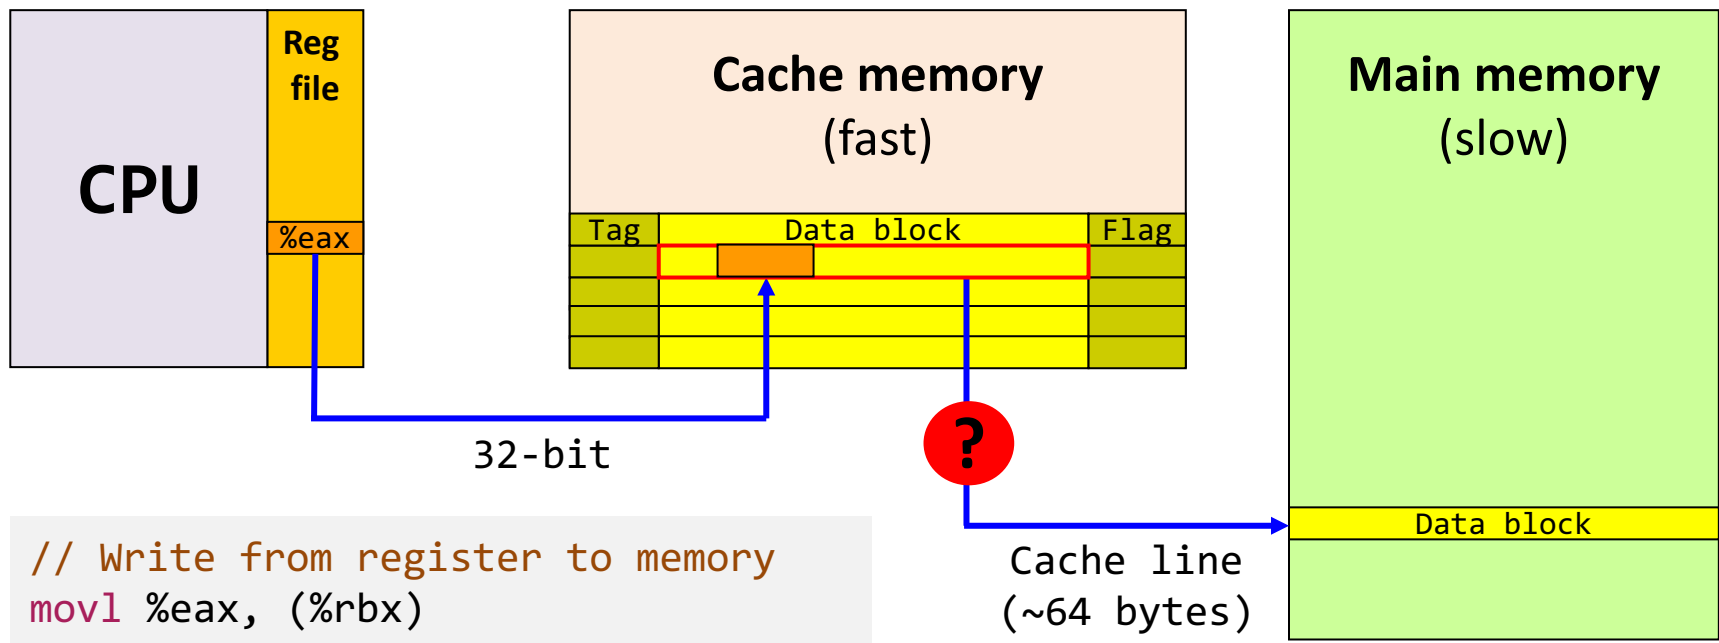 CPU
Reg
file
%eax
32-bit
Cache memory
(fast)
Tag Data block Flag
?
Main memory
(slow)
Data block
Cache line
(~64 bytes)
// Write from register to memory
movl %eax, (%rbx)